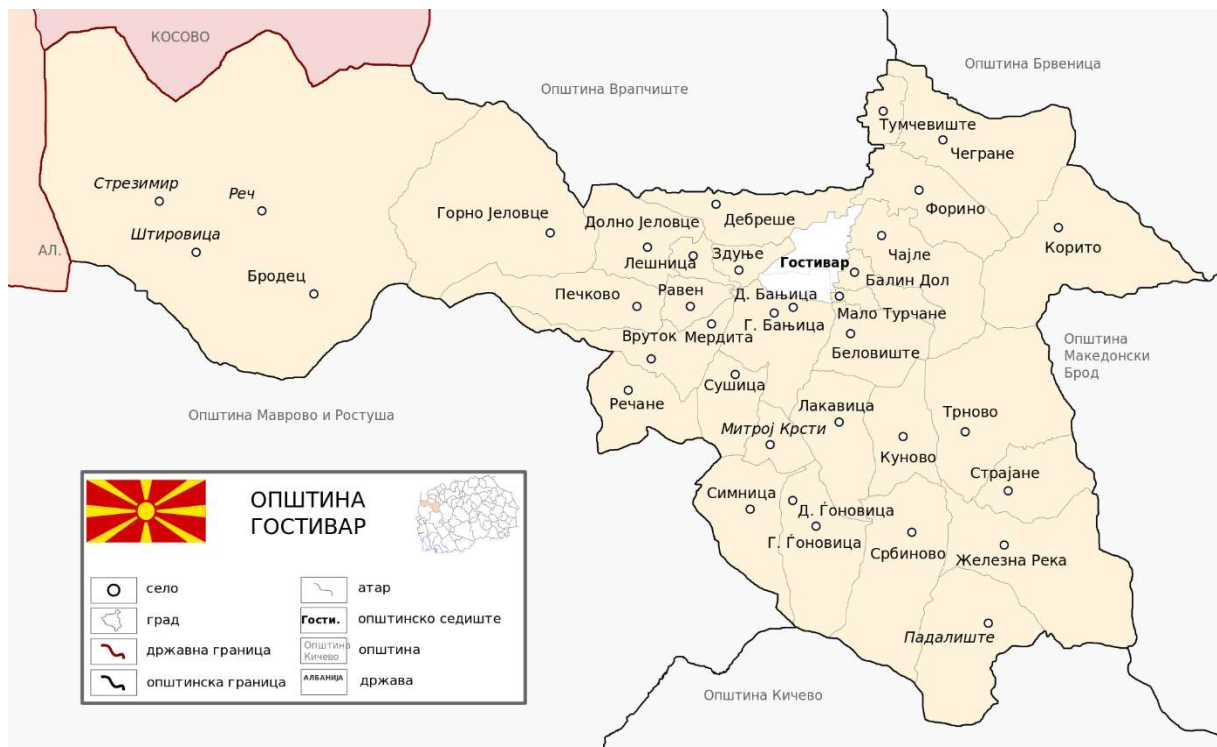 КОСОВО
Општина Врапчиште
Општина Брвеница
Тумчевиште
Чегране
Стрезимир
Реч
Форино
Горно Јеловце
Долно Јеловце
Дебреше
Штировица
АЛ.
Корито
Чајле
Лешница
Здуње
Гостивар
Балин Дол
Бродец
Печково
Равен
Д. Бањица
Мало Турчане
Г. Бањица
Вруток
Мердита
Беловиште
Општина
Македонски
Брод
Сушица
Речане
Лакавица
Трново
Општина Маврово и Ростуша
Митрој Крсти
Куново
Страјане
Симница
Д. Ѓоновица
Г. Ѓоновица
Србиново
Железна Река
Падалиште
Општина Кичево
ОПШТИНА
ГОСТИВАР
село
град
државна граница
општинска граница
атар
Гости.
општинско седиште
Општина
Кичево
општина
АЛБАНИЈА
држава